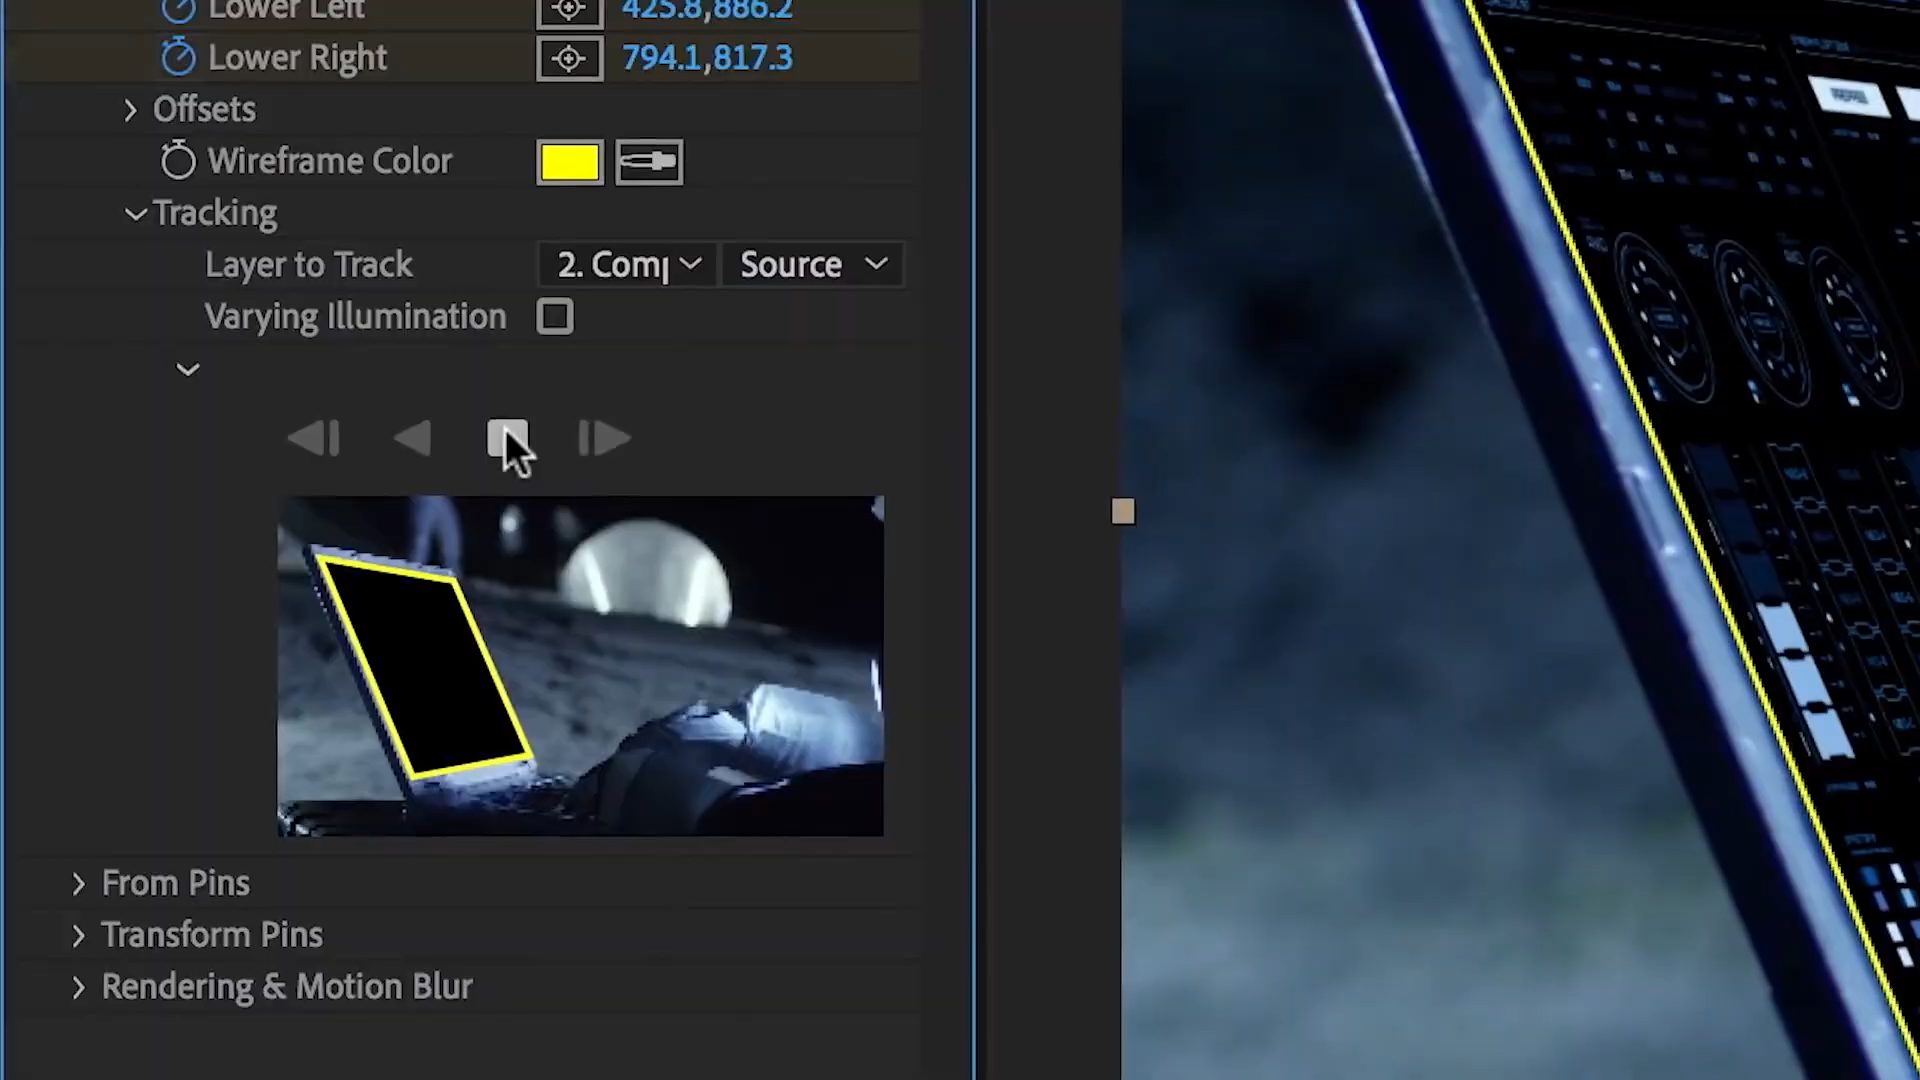 Lower Left 425.8,886.2
Lower Right 794.1,817.3
Offsets
Wireframe Color
Tracking
Layer to Track 2. Comp Source
Varying Illumination
From Pins
Transform Pins
Rendering & Motion Blur